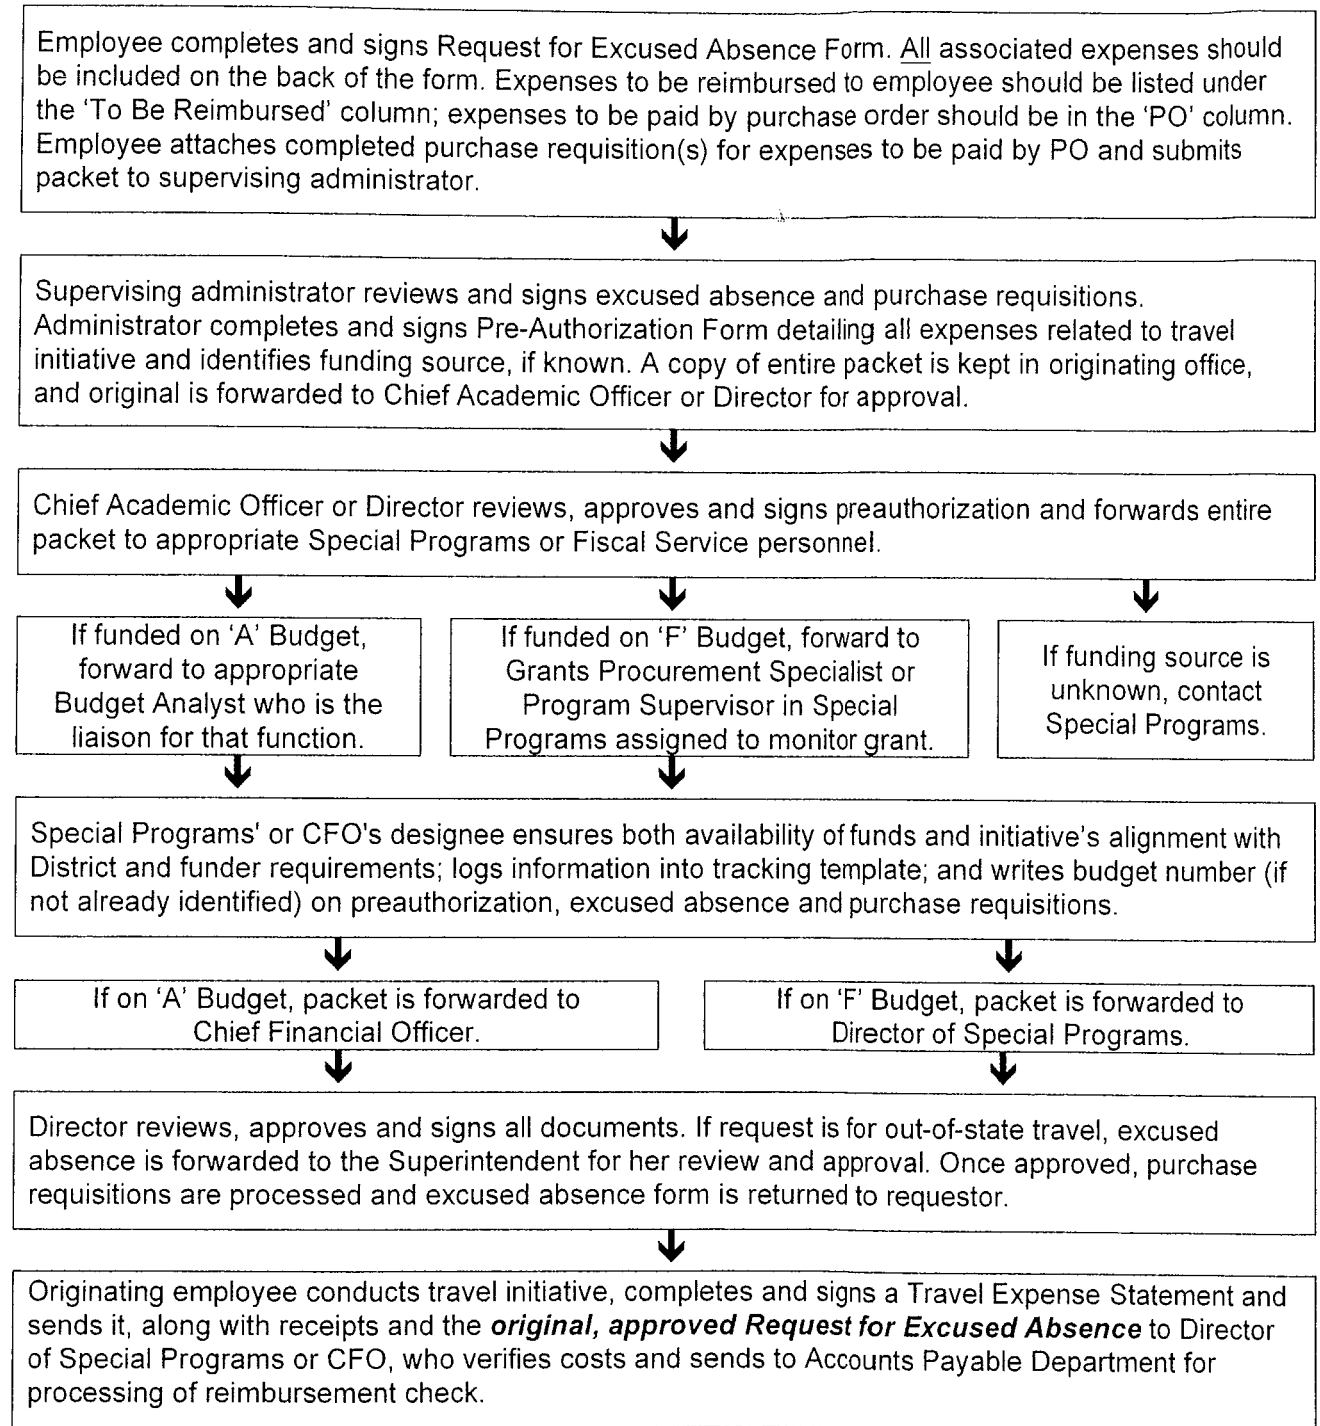 Employee completes and signs Request for Excused Absence Form. All associated expenses should
be included on the back of the form. Expenses to be reimbursed to employee should be listed under
the ‘To Be Reimbursed’ column; expenses to be paid by purchase order should be in the ‘PO’ column.
Employee attaches completed purchase requisition(s) for expenses to be paid by PO and submits
packet to supervising administrator.
Supervising administrator reviews and signs excused absence and purchase requisitions.
Administrator completes and signs Pre-Authorization Form detailing all expenses related to travel
initiative and identifies funding source, if known. A copy of entire packet is kept in originating office,
and original is forwarded to Chief Academic Officer or Director for approval.
Chief Academic Officer or Director reviews, approves and signs preauthorization and forwards entire
packet to appropriate Special Programs or Fiscal Service personnel.
If funded on ‘A’ Budget,
forward to appropriate
Budget Analyst who is the
liaison for that function.
If funded on ‘F’ Budget, forward to
Grants Procurement Specialist or
Program Supervisor in Special
Programs assigned to monitor grant.
If funding source is
unknown, contact
Special Programs.
Special Programs' or CFO's designee ensures both availability of funds and initiative’s alignment with
District and funder requirements; logs information into tracking template; and writes budget number (if
not already identified) on preauthorization, excused absence and purchase requisitions.
If on ‘A’ Budget, packet is forwarded to
Chief Financial Officer.
If on ‘F’ Budget, packet is forwarded to
Director of Special Programs.
Director reviews, approves and signs all documents. If request is for out-of-state travel, excused
absence is forwarded to the Superintendent for her review and approval. Once approved, purchase
requisitions are processed and excused absence form is returned to requestor.
Originating employee conducts travel initiative, completes and signs a Travel Expense Statement and
sends it, along with receipts and the original, approved Request for Excused Absence to Director
of Special Programs or CFO, who verifies costs and sends to Accounts Payable Department for
processing of reimbursement check.